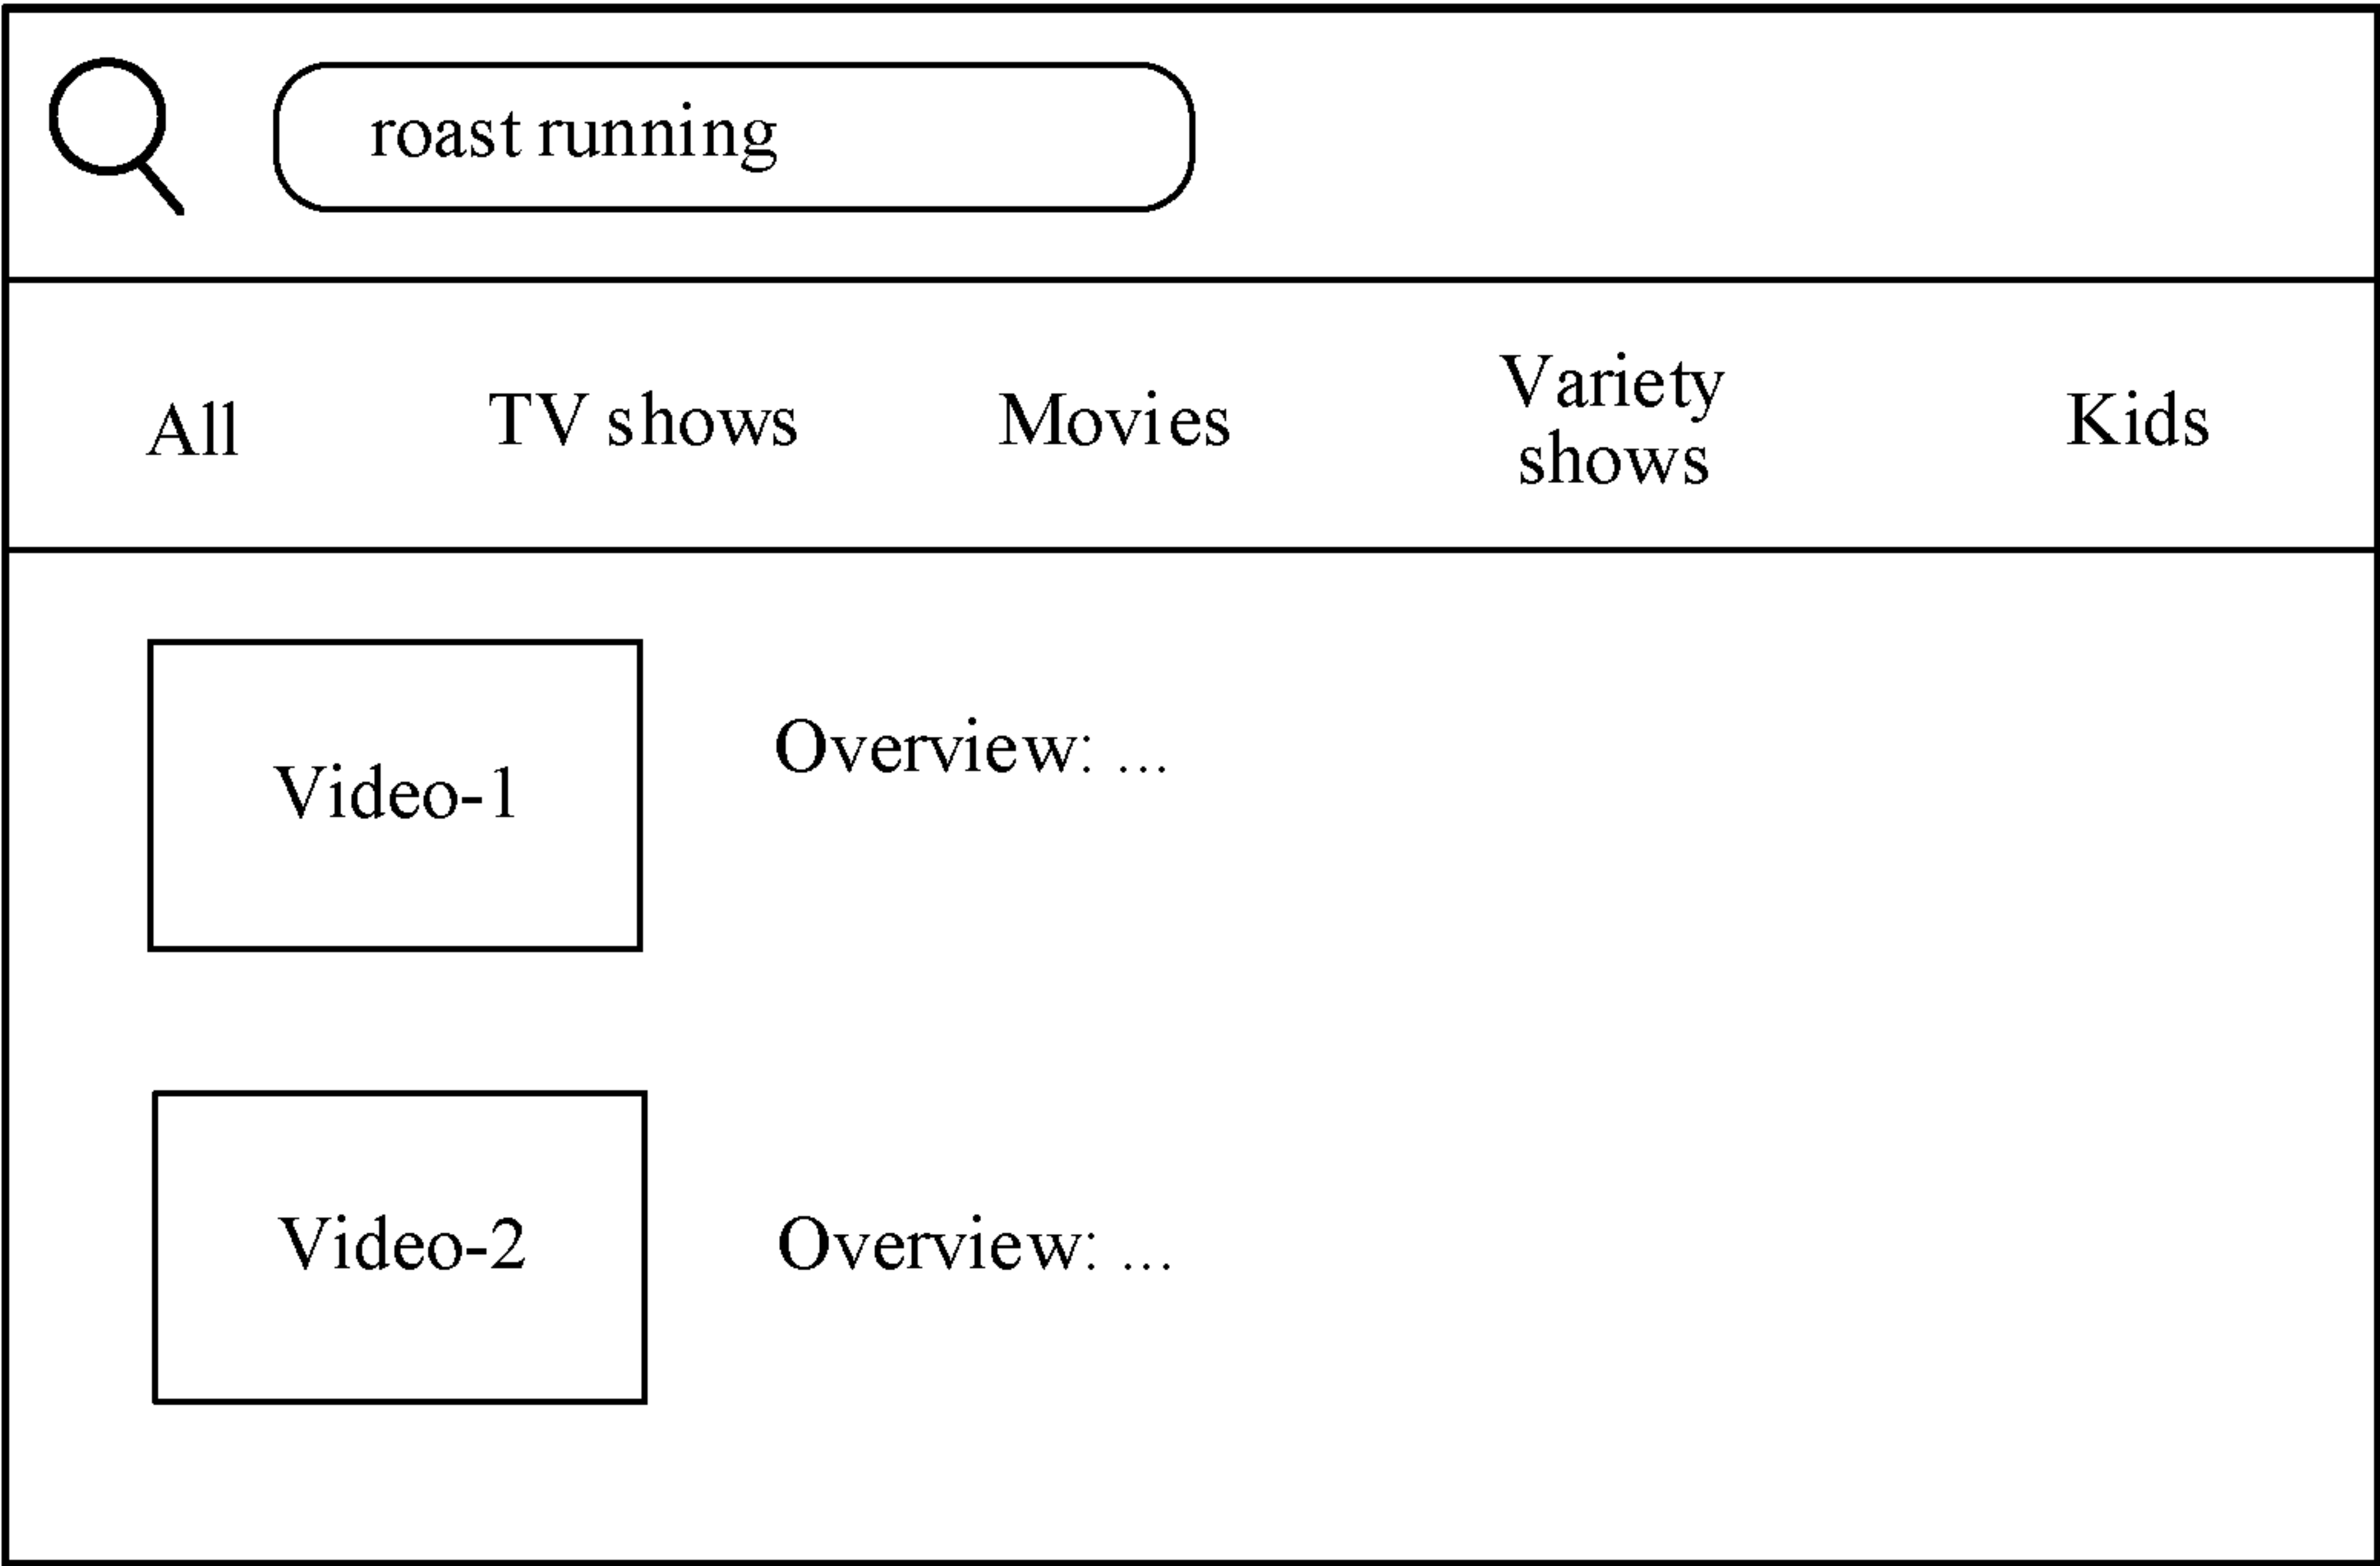 roast running
All
TV shows
Movies
Variety
shows
Kids
Video-1
Overview: ...
Video-2
Overview: ...